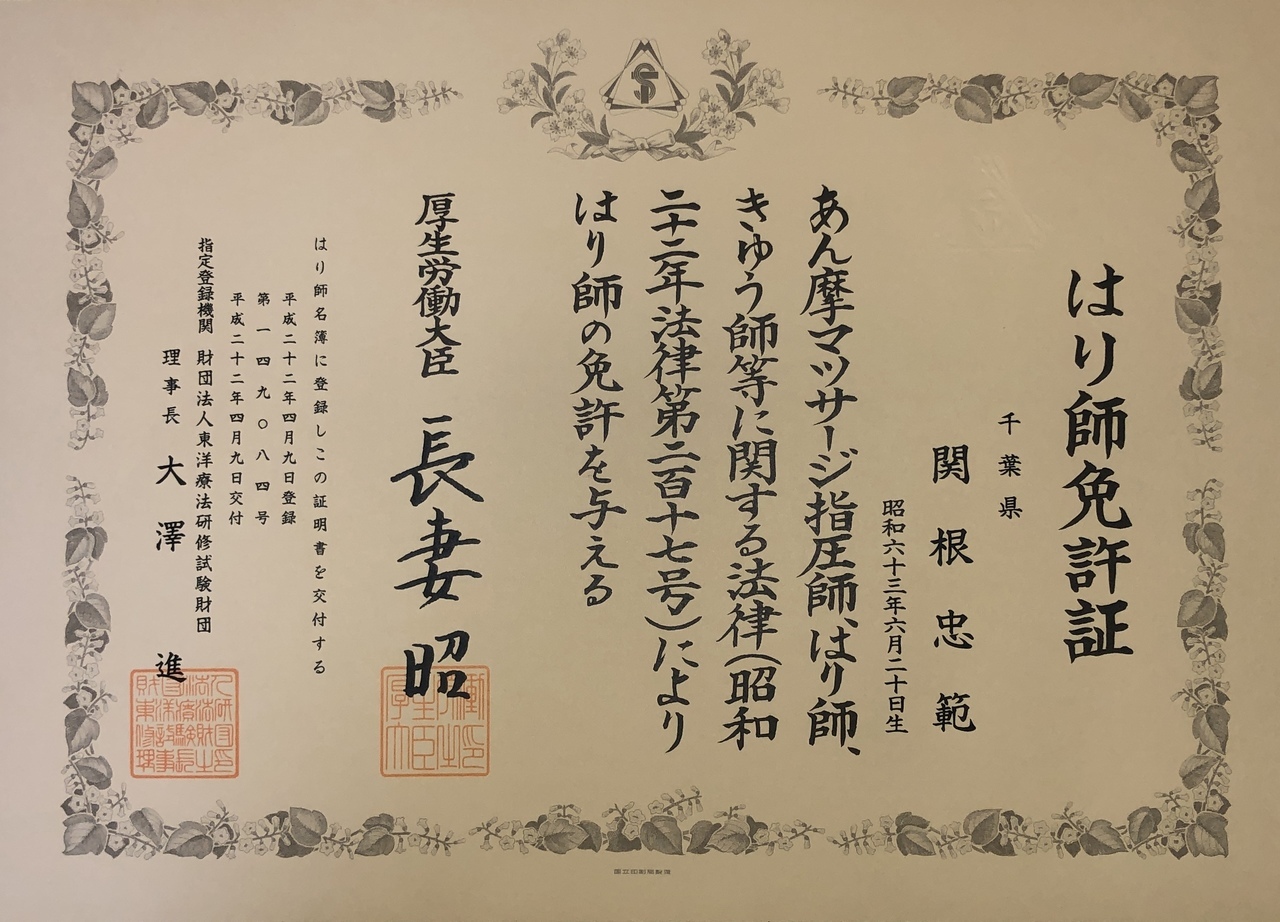 はり師免許証
千葉県
関根忠範
昭和六十三年六月二十日生
あん摩マツサージ指圧師、はり師、
きゆう師等に関する法律（昭和
二十二年法律第二百十七号）により
はり師の免許を与える
厚生労働大臣 長妻昭
はり師名簿に登録しこの証明書を交付する
平成二十二年四月九日登録
第一四九〇八四号
平成二十二年四月九日交付
指定登録機関 財団法人東洋療法研修試験財団
理事長 大澤進